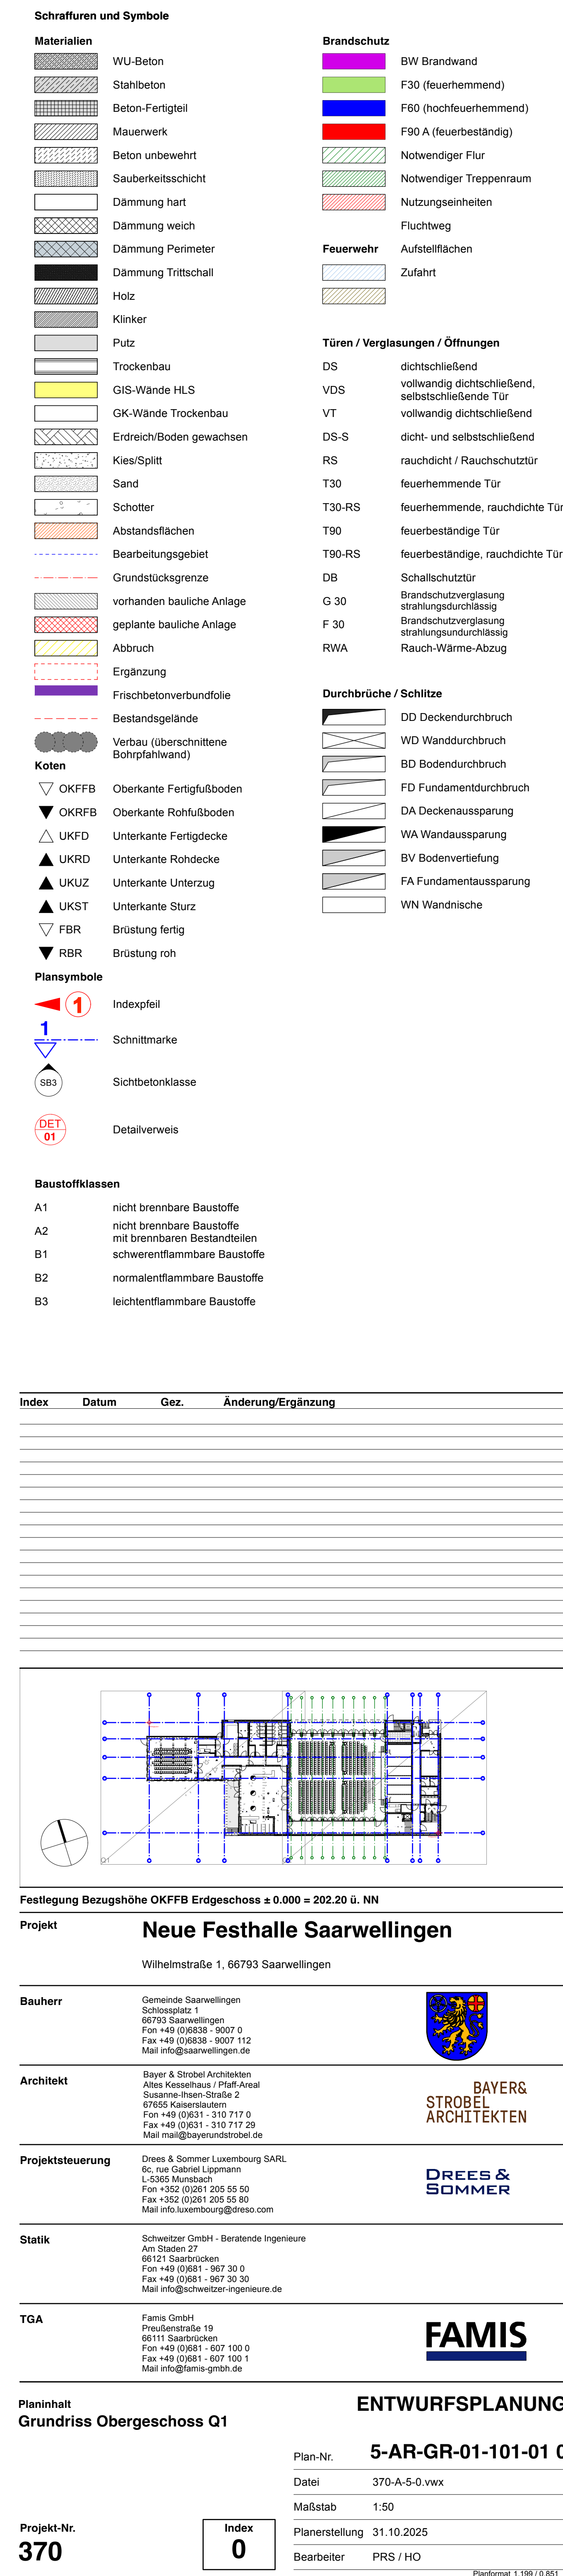 Schraffuren und Symbole
Materialien
WU-Beton
Stahlbeton
Beton-Fertigteil
Mauerwerk
Beton unbewehrt
Sauberkeitsschicht
Dämmung hart
Dämmung weich
Dämmung Perimeter
Dämmung Trittschall
Holz
Klinker
Putz
Trockenbau
GIS-Wände HLS
GK-Wände Trockenbau
Erdreich/Boden gewachsen
Kies/Splitt
Sand
Schotter
Abstandsflächen
Bearbeitungsgebiet
Grundstücksgrenze
vorhanden bauliche Anlage
geplante bauliche Anlage
Abbruch
Ergänzung
Frischbetonverbundfolie
Bestandsgelände
Verbau (überschnittene
Bohrpfahlwand)
Koten
OKFFB Oberkante Fertigfußboden
OKRFB Oberkante Rohfußboden
UKFD Unterkante Fertigdecke
UKRD Unterkante Rohdecke
UKUZ Unterkante Unterzug
UKST Unterkante Sturz
FBR Brüstung fertig
RBR Brüstung roh
Plansymbole
1 Indexpfeil
1 Schnittmarke
SB3 Sichtbetonklasse
DET
01
Detailverweis
Baustoffklassen
A1 nicht brennbare Baustoffe
A2 nicht brennbare Baustoffe
mit brennbaren Bestandteilen
B1 schwerentflammbare Baustoffe
B2 normalentflammbare Baustoffe
B3 leichtentflammbare Baustoffe
Brandschutz
BW Brandwand
F30 (feuerhemmend)
F60 (hochfeuerhemmend)
F90 A (feuerbeständig)
Notwendiger Flur
Notwendiger Treppenraum
Nutzungseinheiten
Fluchtweg
Feuerwehr Aufstellflächen
Zufahrt
Türen / Verglasungen / Öffnungen
DS dichtschließend
VDS vollwandig dichtschließend,
selbstschließende Tür
VT vollwandig dichtschließend
DS-S dicht- und selbstschließend
RS rauchdicht / Rauchschutztür
T30 feuerhemmende Tür
T30-RS feuerhemmende, rauchdichte Tür
T90 feuerbeständige Tür
T90-RS feuerbeständige, rauchdichte Tür
DB Schallschutztür
G 30 Brandschutzverglasung
strahlungsdurchlässig
F 30 Brandschutzverglasung
strahlungsundurchlässig
RWA Rauch-Wärme-Abzug
Durchbrüche / Schlitze
DD Deckendurchbruch
WD Wanddurchbruch
BD Bodendurchbruch
FD Fundamentdurchbruch
DA Deckenaussparung
WA Wandaussparung
BV Bodenvertiefung
FA Fundamentaussparung
WN Wandnische
Index Datum Gez. Änderung/Ergänzung
Q1
Festlegung Bezugshöhe OKFFB Erdgeschoss ± 0.000 = 202.20 ü. NN
Projekt Neue Festhalle Saarwellingen
Wilhelmstraße 1, 66793 Saarwellingen
Bauherr Gemeinde Saarwellingen
Schlossplatz 1
66793 Saarwellingen
Fon +49 (0)6838 - 9007 0
Fax +49 (0)6838 - 9007 112
Mail info@saarwellingen.de
Architekt Bayer & Strobel Architekten
Altes Kesselhaus / Pfaff-Areal
Susanne-Ihsen-Straße 2
67655 Kaiserslautern
Fon +49 (0)631 - 310 717 0
Fax +49 (0)631 - 310 717 29
Mail mail@bayerundstrobel.de
BAYER&
STROBEL
ARCHITEKTEN
Projektsteuerung Drees & Sommer Luxembourg SARL
6c, rue Gabriel Lippmann
L-5365 Munsbach
Fon +352 (0)261 205 55 50
Fax +352 (0)261 205 55 80
Mail info.luxembourg@dreso.com
DREES &
SOMMER
Statik Schweitzer GmbH - Beratende Ingenieure
Am Staden 27
66121 Saarbrücken
Fon +49 (0)681 - 967 30 0
Fax +49 (0)681 - 967 30 30
Mail info@schweitzer-ingenieure.de
TGA Famis GmbH
Preußenstraße 19
66111 Saarbrücken
Fon +49 (0)681 - 607 100 0
Fax +49 (0)681 - 607 100 1
Mail info@famis-gmbh.de
FAMIS
Planinhalt
Grundriss Obergeschoss Q1
ENTWURFSPLANUNG
Plan-Nr. 5-AR-GR-01-101-01 0
Datei 370-A-5-0.vwx
Maßstab 1:50
Planerstellung 31.10.2025
Bearbeiter PRS / HO
Projekt-Nr.
370
Index
0
Planformat 1.199 / 0.851